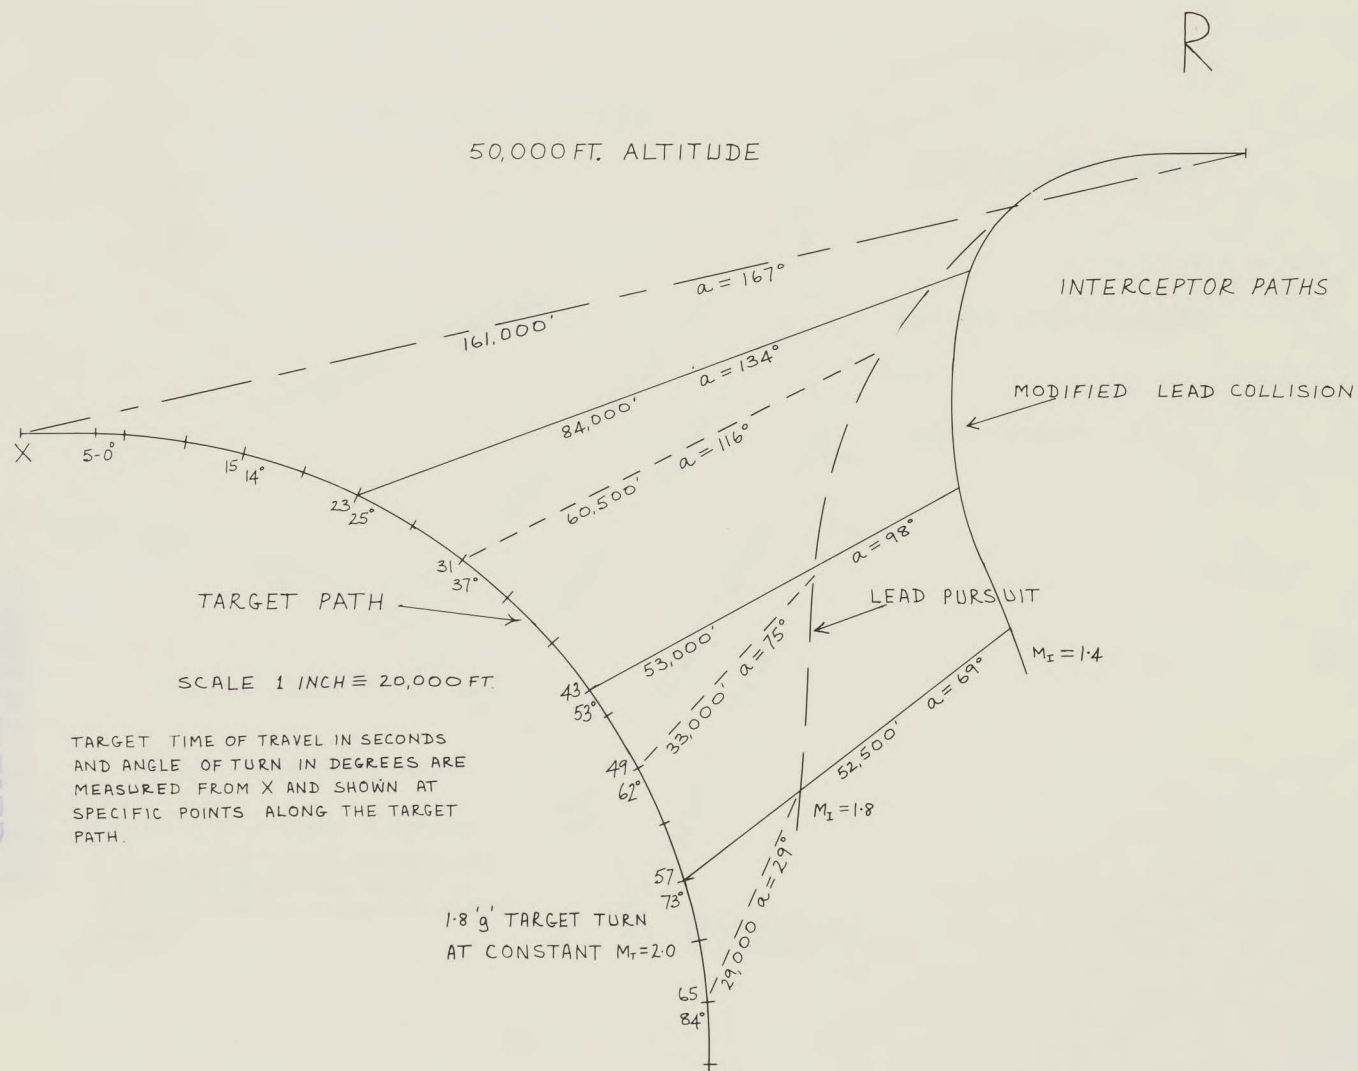 R
50,000 FT. ALTITUDE
a = 167°
161,000'
INTERCEPTOR PATHS
a = 134°
84,000'
MODIFIED LEAD COLLISION
X
5-0°
15
14°
a = 116°
60,500'
23
25°
a = 98°
31
37°
TARGET PATH
LEAD PURSUIT
53,000'
a = 75°
33,000'
M_I = 1·4
a = 69°
SCALE 1 INCH ≡ 20,000 FT.
43
53°
52,500'
TARGET TIME OF TRAVEL IN SECONDS
AND ANGLE OF TURN IN DEGREES ARE
MEASURED FROM X AND SHOWN AT
SPECIFIC POINTS ALONG THE TARGET
PATH.
49
62°
M_I = 1·8
a = 29°
29,000
57
73°
1·8 'g' TARGET TURN
AT CONSTANT M_T = 2·0
65
84°